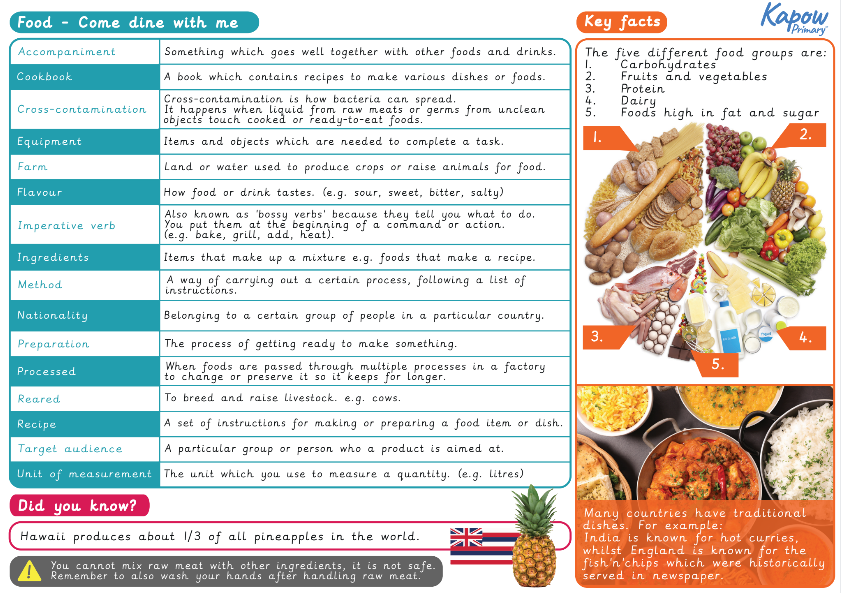 Food - Come dine with me
Accompaniment
Something which goes well together with other foods and drinks.
Cookbook
A book which contains recipes to make various dishes or foods.
Cross-contamination
Cross-contamination is how bacteria can spread.
It happens when liquid from raw meats or germs from unclean
objects touch cooked or ready-to-eat foods.
Equipment
Items and objects which are needed to complete a task.
Farm
Land or water used to produce crops or raise animals for food.
Flavour
How food or drink tastes. (e.g. sour, sweet, bitter, salty)
Imperative verb
Also known as 'bossy verbs' because they tell you what to do.
You put them at the beginning of a command or action.
(e.g. bake, grill, add, heat).
Ingredients
Items that make up a mixture e.g. foods that make a recipe.
Method
A way of carrying out a certain process, following a list of
instructions.
Nationality
Belonging to a certain group of people in a particular country.
Preparation
The process of getting ready to make something.
Processed
When foods are passed through multiple processes in a factory
to change or preserve it so it keeps for longer.
Reared
To breed and raise livestock. e.g. cows.
Recipe
A set of instructions for making or preparing a food item or dish.
Target audience
A particular group or person who a product is aimed at.
Unit of measurement
The unit which you use to measure a quantity. (e.g. litres)
Did you know?
Hawaii produces about 1/3 of all pineapples in the world.
You cannot mix raw meat with other ingredients, it is not safe.
Remember to also wash your hands after handling raw meat.
Key facts
Kapow
Primary
The five different food groups are:
1. Carbohydrates
2. Fruits and vegetables
3. Protein
4. Dairy
5. Foods high in fat and sugar
1.
2.
3.
4.
5.
Many countries have traditional
dishes. For example:
India is known for hot curries,
whilst England is known for the
fish'n'chips which were historically
served in newspaper.